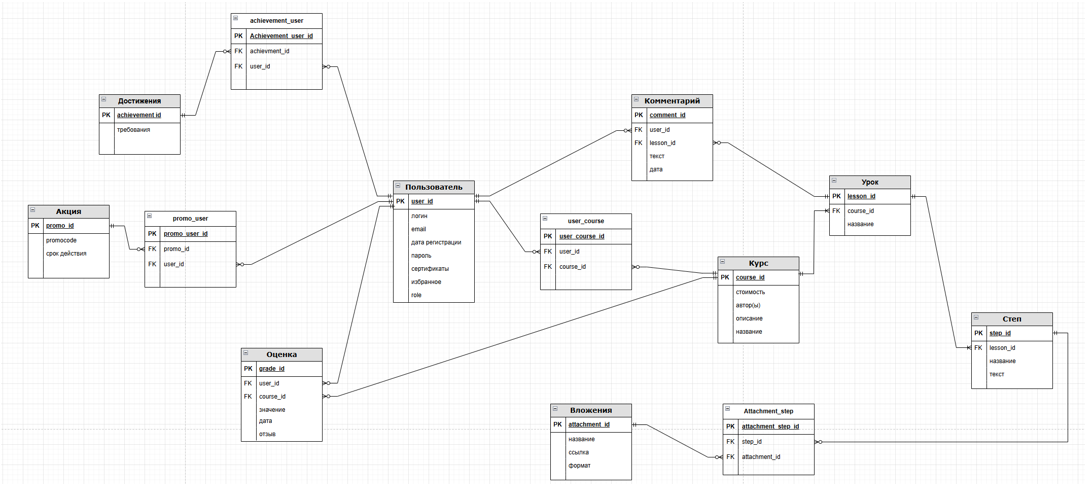 achievement_user
PK Achievement_user_id
FK achievment_id
FK user_id
Достижения
PK achievement id
требования
Акция
PK promo_id
promocode
срок действия
promo_user
PK promo_user_id
FK promo_id
FK user_id
Пользователь
PK user_id
логин
email
дата регистрации
пароль
сертификаты
избранное
role
Оценка
PK grade_id
FK user_id
FK course_id
значение
дата
отзыв
Комментарий
PK comment_id
FK user_id
FK lesson_id
текст
дата
user_course
PK user_course_id
FK user_id
FK course_id
Курс
PK course_id
стоимость
автор(ы)
описание
название
Урок
PK lesson_id
FK course_id
название
Степ
PK step_id
FK lesson_id
название
текст
Вложения
PK attachment_id
название
ссылка
формат
Attachment_step
PK attachment_step_id
FK step_id
FK attachment_id